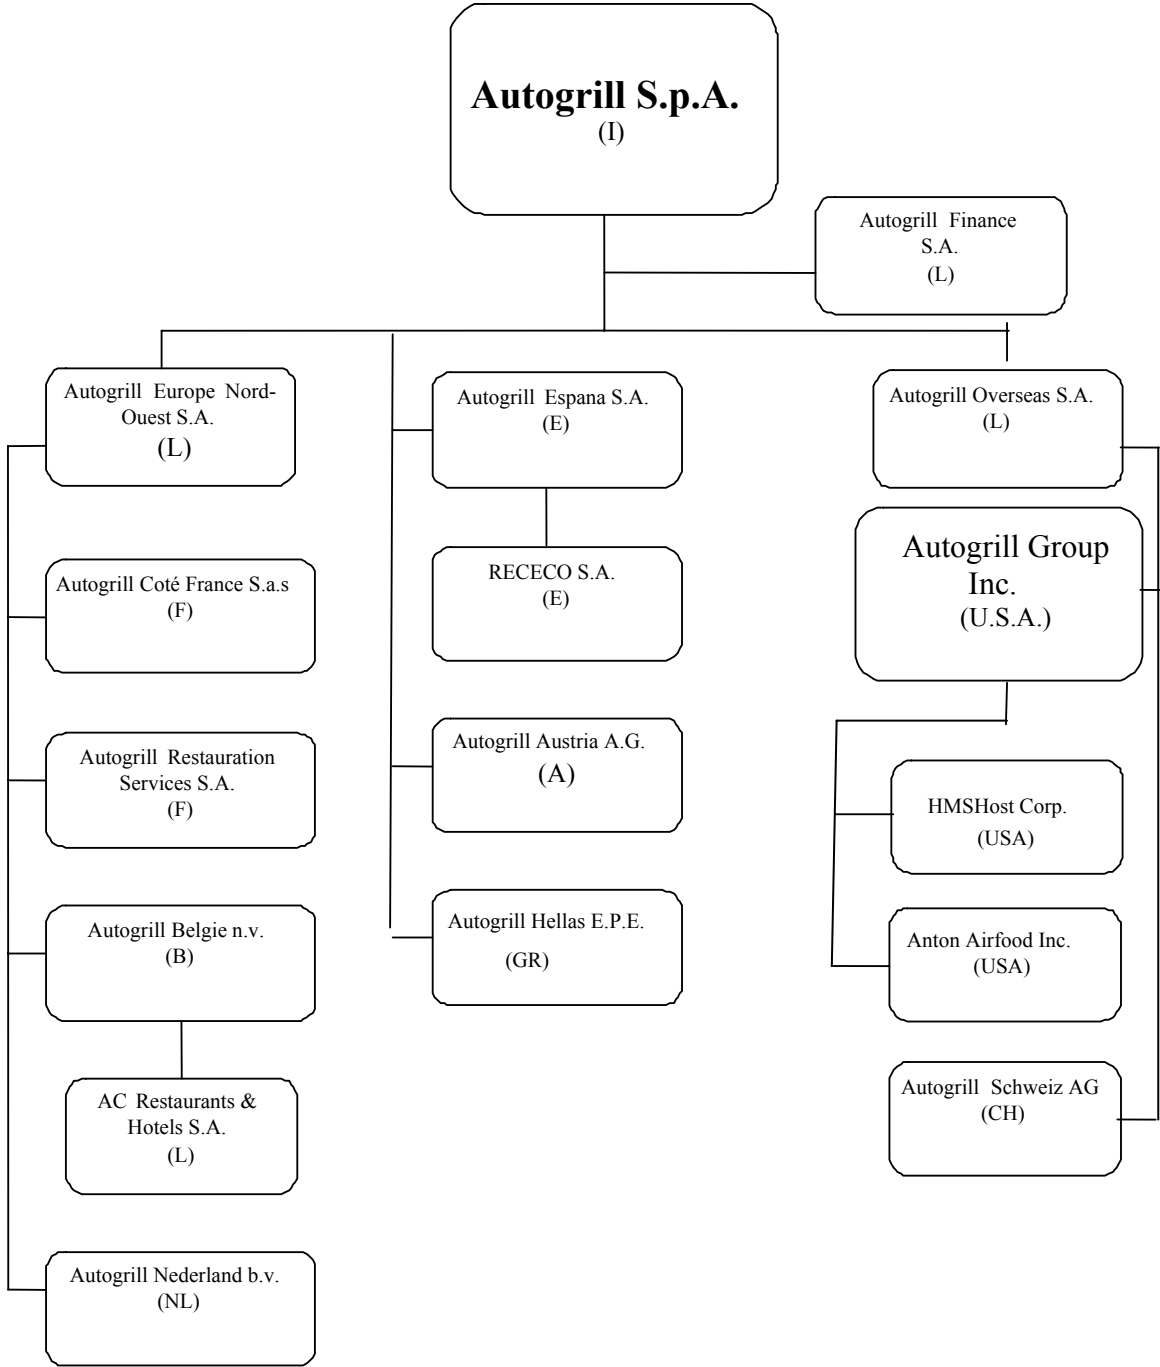 Autogrill S.p.A.
(I)
Autogrill Finance
S.A.
(L)
Autogrill Europe Nord-
Ouest S.A.
(L)
Autogrill Espana S.A.
(E)
Autogrill Overseas S.A.
(L)
Autogrill Group
Inc.
(U.S.A.)
Autogrill Coté France S.a.s
(F)
RECECO S.A.
(E)
Autogrill Restauration
Services S.A.
(F)
Autogrill Austria A.G.
(A)
HMSHost Corp.
(USA)
Autogrill Belgie n.v.
(B)
Autogrill Hellas E.P.E.
(GR)
Anton Airfood Inc.
(USA)
AC Restaurants &
Hotels S.A.
(L)
Autogrill Schweiz AG
(CH)
Autogrill Nederland b.v.
(NL)